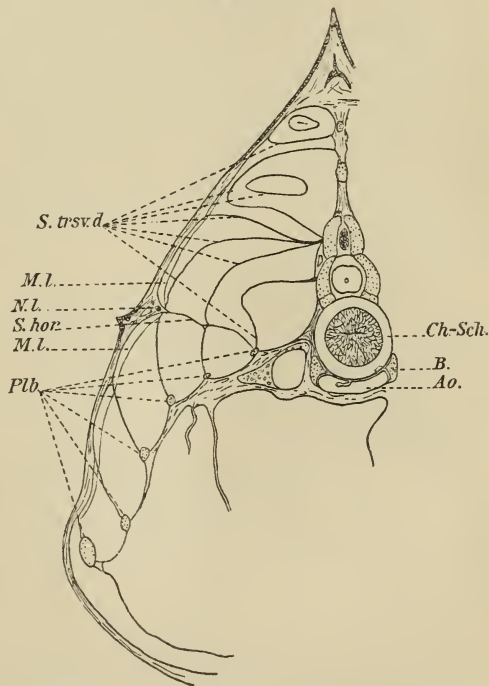 S. trsv. d.
M. l.
N. l.
S. hor.
M. l.
Plb.
Ch-Sch.
B.
Ao.